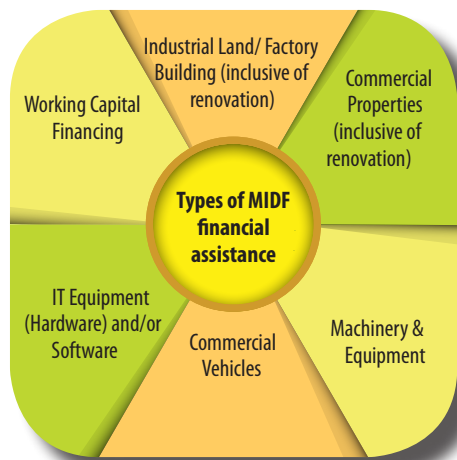 Industrial Land/ Factory
Building (inclusive of
renovation)
Commercial
Properties
(inclusive of
renovation)
Working Capital
Financing
Types of MIDF
financial
assistance
IT Equipment
(Hardware) and/or
Software
Commercial
Vehicles
Machinery &
Equipment